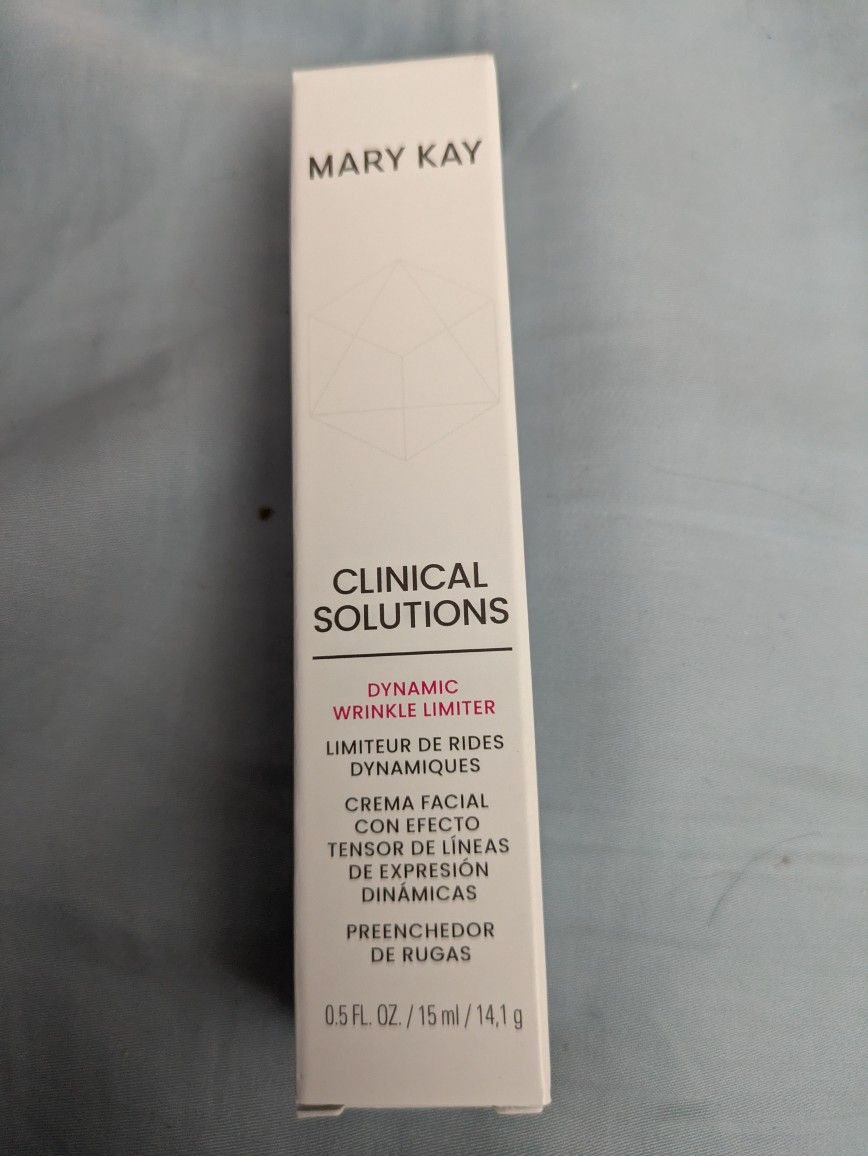 MARY KAY
CLINICAL
SOLUTIONS
DYNAMIC
WRINKLE LIMITER
LIMITEUR DE RIDES
DYNAMIQUES
CREMA FACIAL
CON EFECTO
TENSOR DE LÍNEAS
DE EXPRESIÓN
DINÁMICAS
PREENCHEDOR
DE RUGAS
0.5 FL. OZ. / 15 ml / 14,1 g